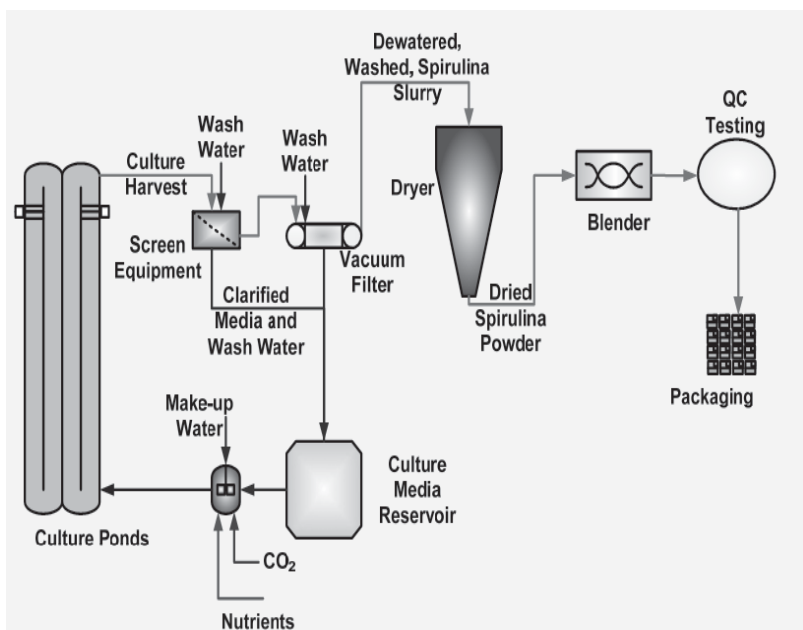 Dewatered,
Washed, Spirulina
Slurry
QC
Testing
Wash
Water
Wash
Water
Culture
Harvest
Dryer
Blender
Screen
Equipment
Vacuum
Filter
Clarified
Media and
Wash Water
Dried
Spirulina
Powder
Packaging
Make-up
Water
Culture
Media
Reservoir
Culture Ponds
CO₂
Nutrients